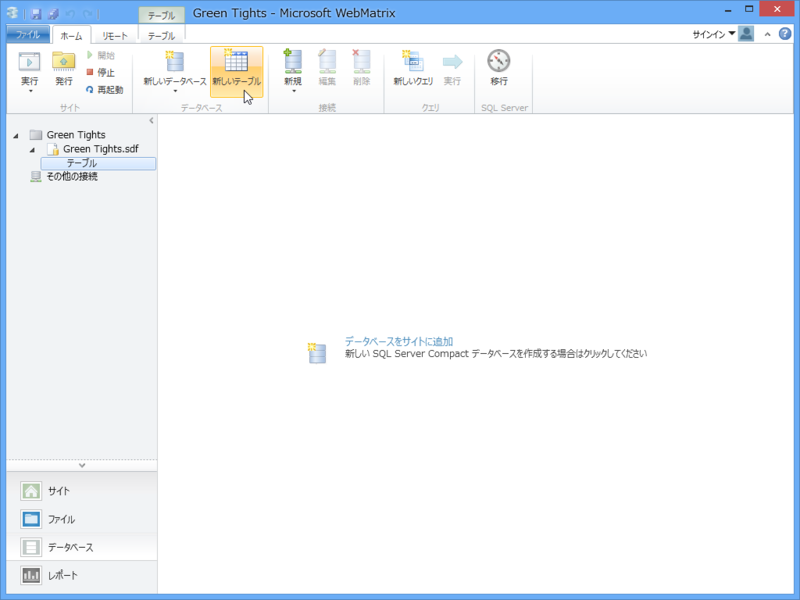 テーブル
Green Tights - Microsoft WebMatrix
ファイル
ホーム
リモート
テーブル
サインイン
実行
発行
開始
停止
再起動
サイト
新しいデータベース
新しいテーブル
データベース
新規
編集
削除
接続
新しいクエリ
実行
クエリ
移行
SQL Server
Green Tights
Green Tights.sdf
テーブル
その他の接続
データベースをサイトに追加
新しい SQL Server Compact データベースを作成する場合はクリックしてください
サイト
ファイル
データベース
レポート